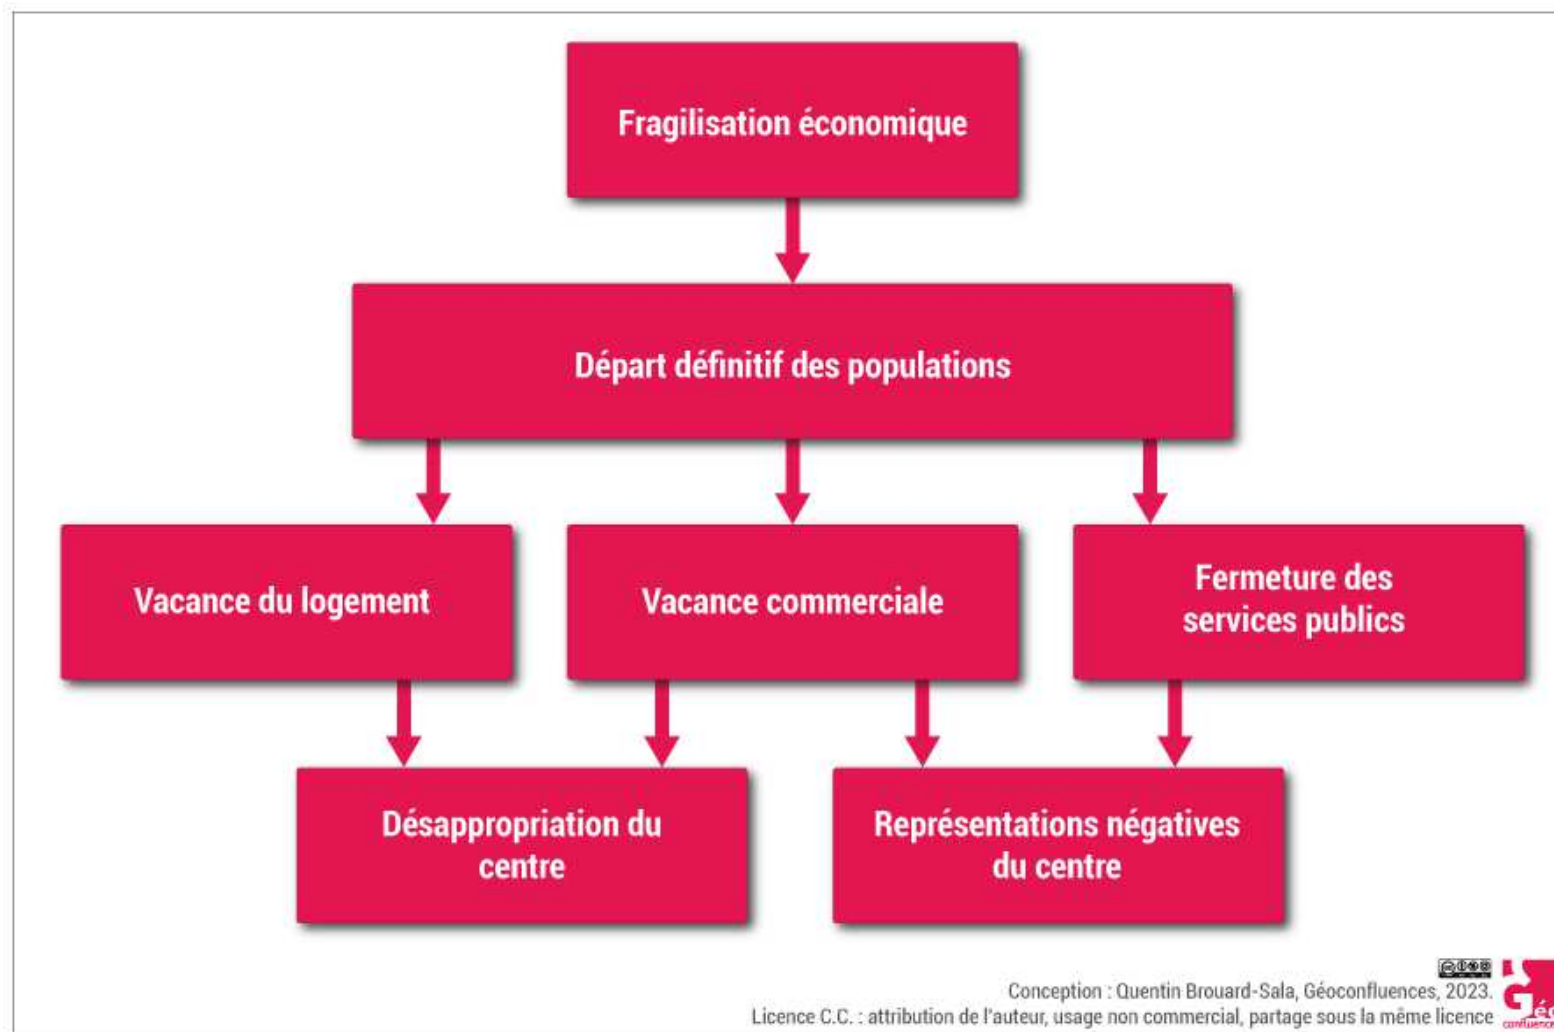 Fragilisation économique
Départ définitif des populations
Vacance du logement
Vacance commerciale
Fermeture des
services publics
Désappropriation du
centre
Représentations négatives
du centre
Conception : Quentin Brouard-Sala, Géoconfluences, 2023.
Licence C.C. : attribution de l'auteur, usage non commercial, partage sous la même licence
Géo
confluence